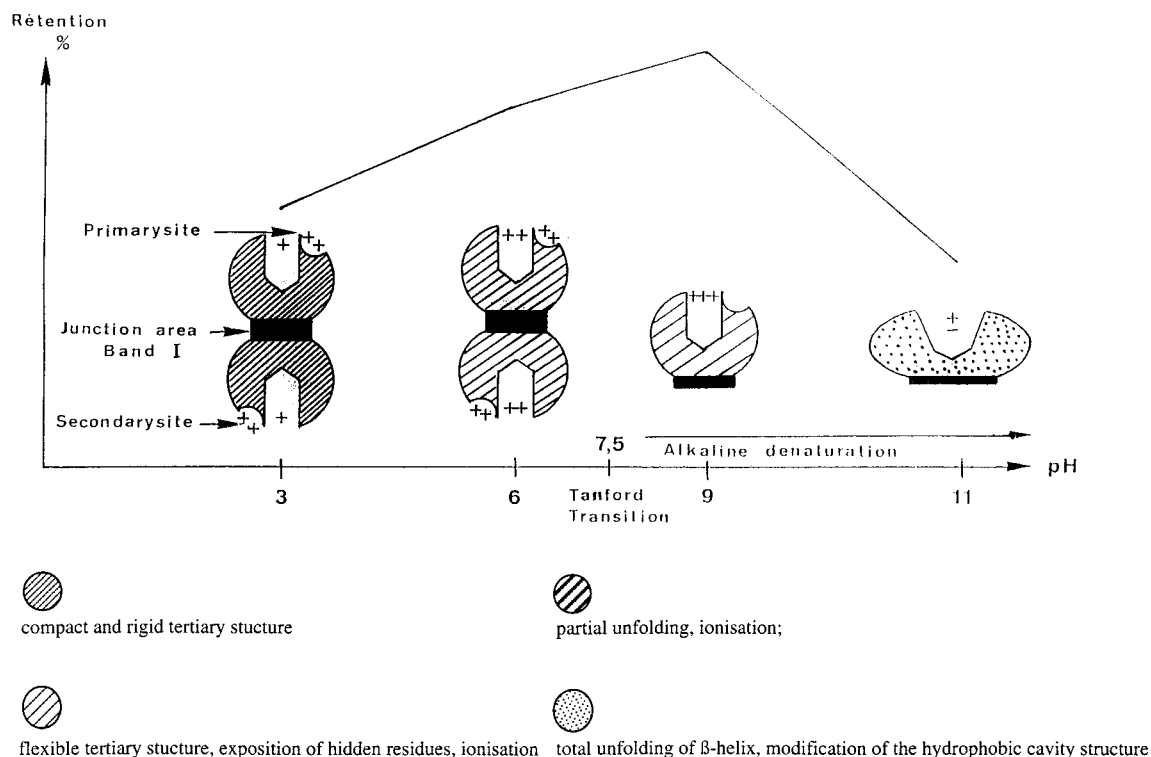 Rétention
%
Primarysite
+
+
+
++
+
+
+++
+
−
Junction area
Band I
Secondarysite
+
+
+
++
++
7,5
Alkaline denaturation
pH
3
6
Tanford
Transition
9
11
compact and rigid tertiary stucture
partial unfolding, ionisation;
flexible tertiary stucture, exposition of hidden residues, ionisation
total unfolding of ß-helix, modification of the hydrophobic cavity structure